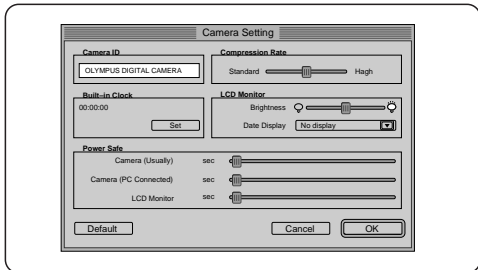 Camera Setting
Camera ID
OLYMPUS DIGITAL CAMERA
Compression Rate
Standard Hagh
Built-in Clock
00:00:00
Set
LCD Monitor
Brightness
Date Display No display
Power Safe
Camera (Usually) sec
Camera (PC Connected) sec
LCD Monitor sec
Default Cancel OK